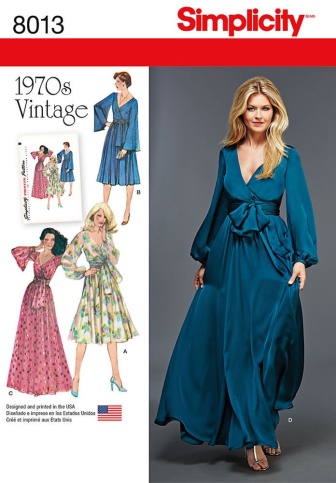 8013
Simplicity
1970s
Vintage
Simplicity
B
A
C
D
Designed and printed in the USA
Diseñado e impreso en los Estados Unidos
Créé et imprimé aux États Unis